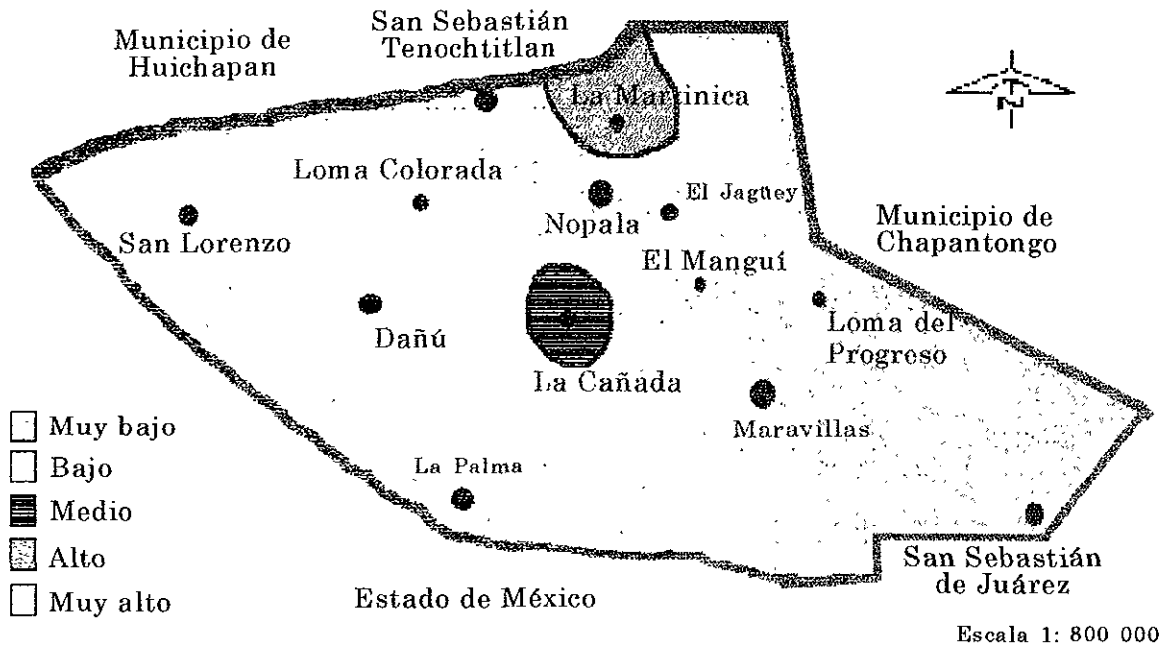 San Sebastián
Tenochtitlan
Municipio de
Huichapan
La Martinica
N
Loma Colorada
El Jagüey
San Lorenzo
Nopala
Municipio de
Chapantongo
El Manguí
Dañú
Loma del
Progreso
La Cañada
Maravillas
La Palma
Muy bajo
Bajo
Medio
Alto
Muy alto
Estado de México
San Sebastián
de Juárez
Escala 1: 800 000